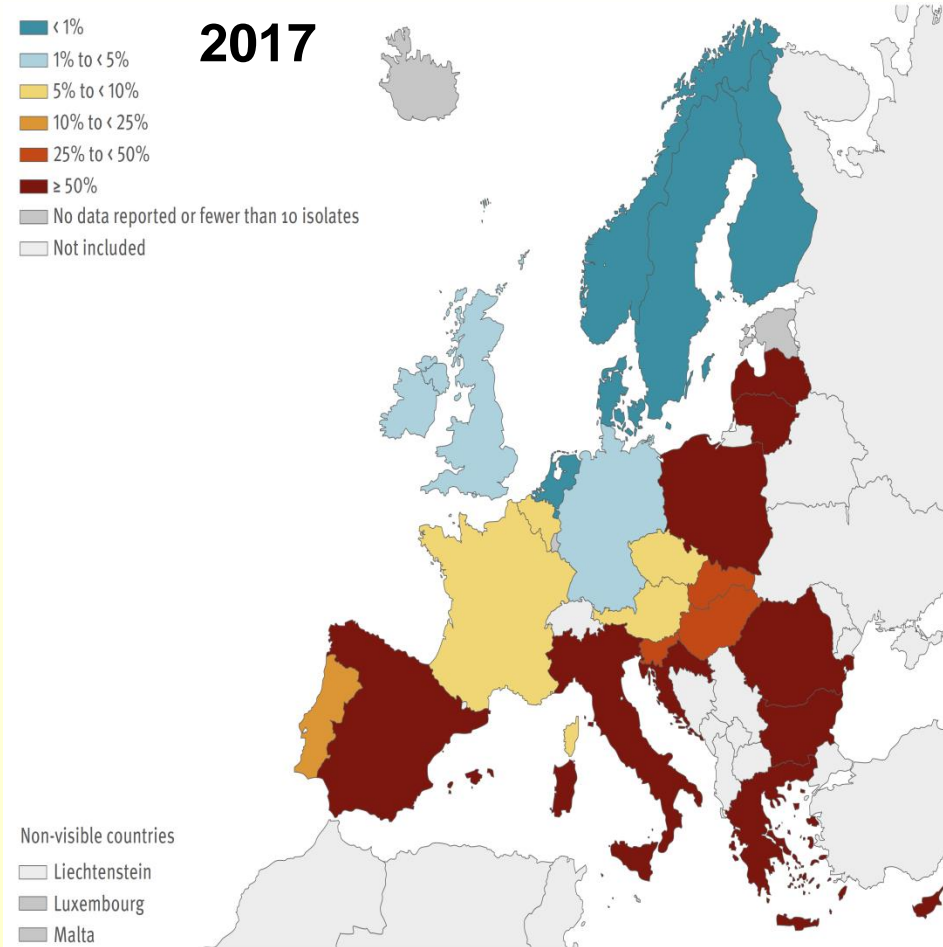 2017
< 1%
1% to < 5%
5% to < 10%
10% to < 25%
25% to < 50%
≥ 50%
No data reported or fewer than 10 isolates
Not included
Non-visible countries
Liechtenstein
Luxembourg
Malta